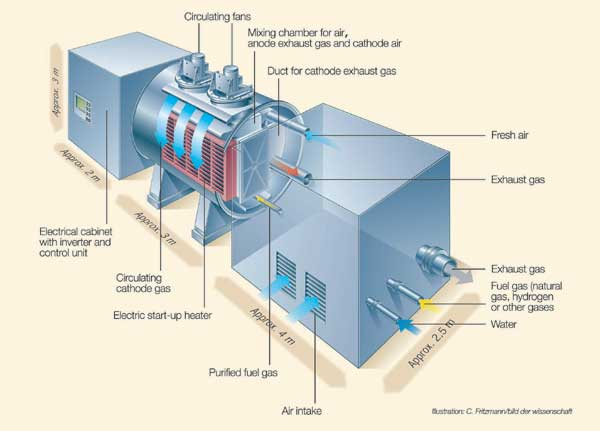 Circulating fans
Mixing chamber for air,
anode exhaust gas and cathode air
Duct for cathode exhaust gas
Approx. 3 m
Fresh air
Approx. 2 m
Exhaust gas
Electrical cabinet
with inverter and
control unit
Approx. 3 m
Circulating
cathode gas
Electric start-up heater
Exhaust gas
Fuel gas (natural
gas, hydrogen
or other gases
Water
Approx. 4 m
Approx. 2,5 m
Purified fuel gas
Air intake
Illustration: C. Fritzmann/bild der wissenschaft